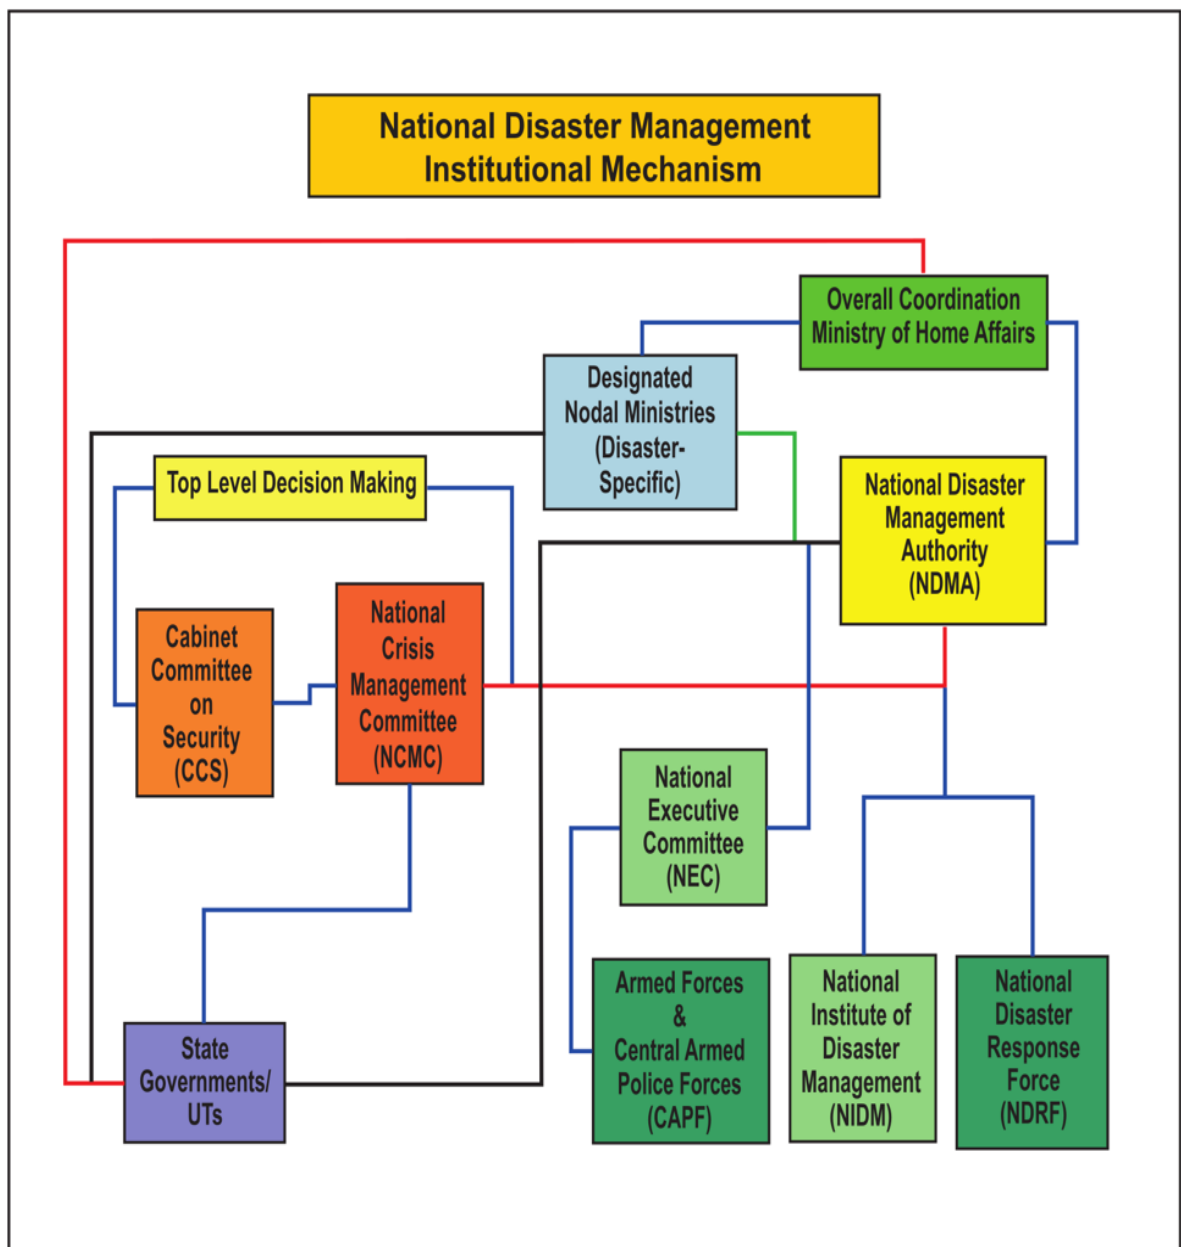 National Disaster Management
Institutional Mechanism
Overall Coordination
Ministry of Home Affairs
Designated
Nodal Ministries
(Disaster-
Specific)
Top Level Decision Making
National Disaster
Management
Authority
(NDMA)
Cabinet
Committee
on
Security
(CCS)
National
Crisis
Management
Committee
(NCMC)
National
Executive
Committee
(NEC)
State
Governments/
UTs
Armed Forces
&
Central Armed
Police Forces
(CAPF)
National
Institute of
Disaster
Management
(NIDM)
National
Disaster
Response
Force
(NDRF)